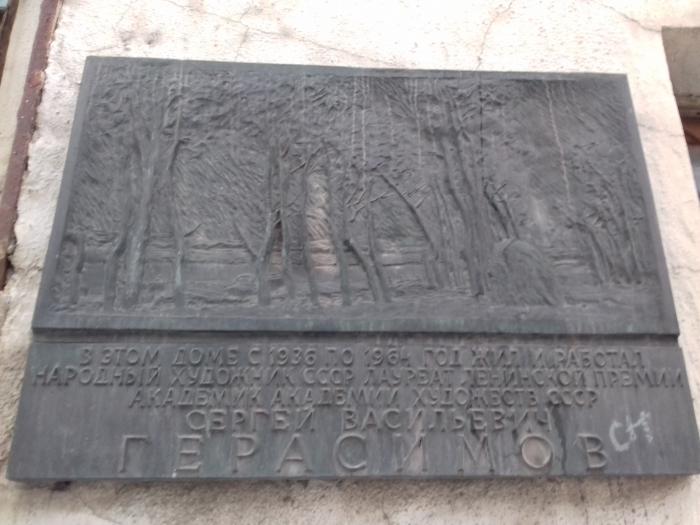 В ЭТОМ ДОМЕ С 1936 ПО 1964 ГОД ЖИЛ И РАБОТАЛ
НАРОДНЫЙ ХУДОЖНИК СССР ЛАУРЕАТ ЛЕНИНСКОЙ ПРЕМИИ
АКАДЕМИК АКАДЕМИИ ХУДОЖЕСТВ СССР
СЕРГЕЙ ВАСИЛЬЕВИЧ
ГЕРАСИМОВ